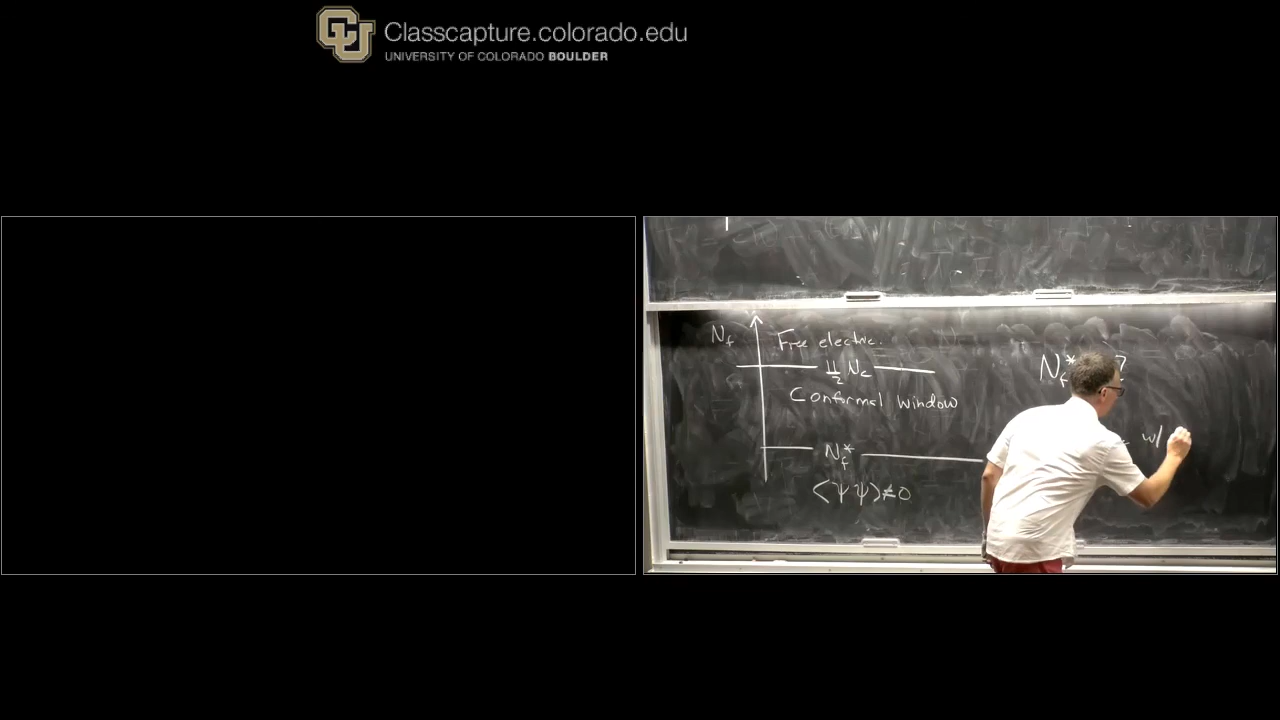 Classcapture.colorado.edu
UNIVERSITY OF COLORADO BOULDER
N_f Free electric.
11/2 N_c
Conformal window
N_f^*
⟨ψψ⟩≠0
N_f^* ?
w/